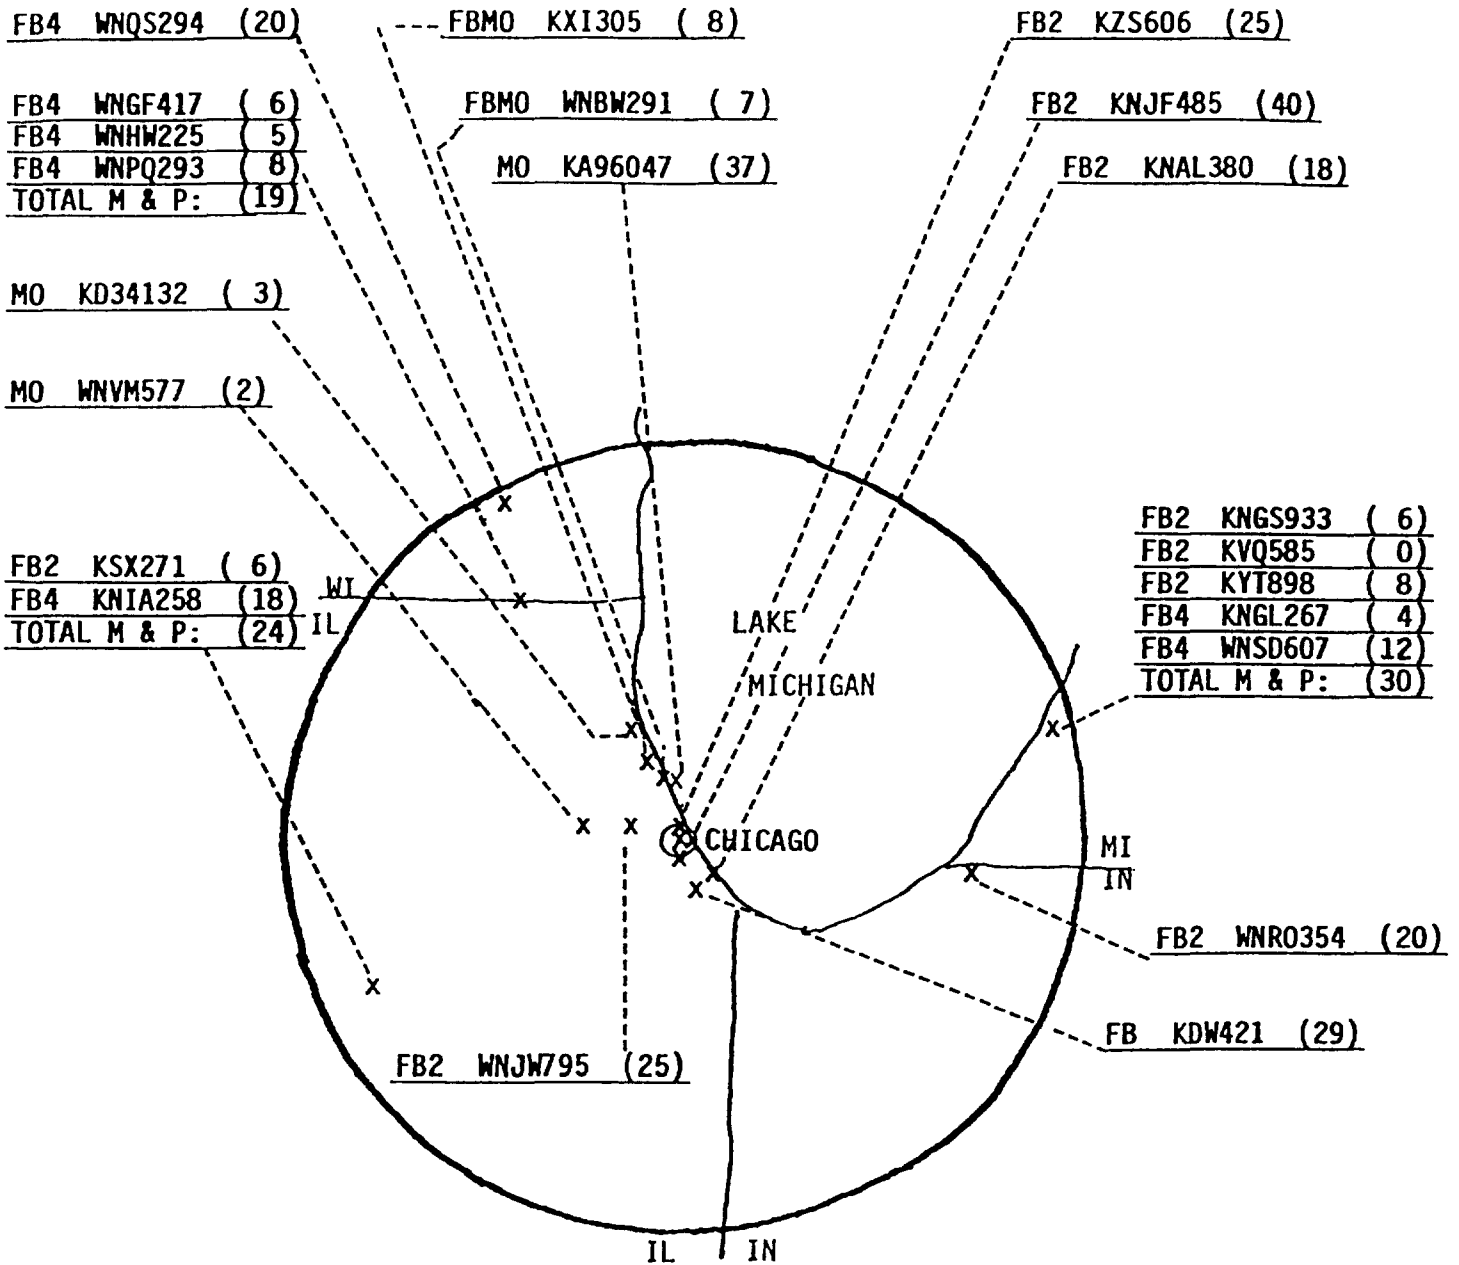 FB4 WNQS294 (20)
FBMO KXI305 ( 8)
FB2 KZS606 (25)
FB4 WNGF417 ( 6)
FB4 WNHW225 ( 5)
FB4 WNPQ293 ( 8)
TOTAL M & P: (19)
FBMO WNBW291 ( 7)
MO KA96047 (37)
FB2 KNJF485 (40)
FB2 KNAL380 (18)
MO KD34132 ( 3)
MO WNVM577 (2)
FB2 KSX271 ( 6)
FB4 KNIA258 (18)
TOTAL M & P: (24)
WI
IL
LAKE
MICHIGAN
FB2 KNGS933 ( 6)
FB2 KVQ585 ( 0)
FB2 KYT898 ( 8)
FB4 KNGL267 ( 4)
FB4 WNSD607 (12)
TOTAL M & P: (30)
CHICAGO
MI
IN
FB2 WNRO354 (20)
FB KDW421 (29)
FB2 WNJW795 (25)
IL IN